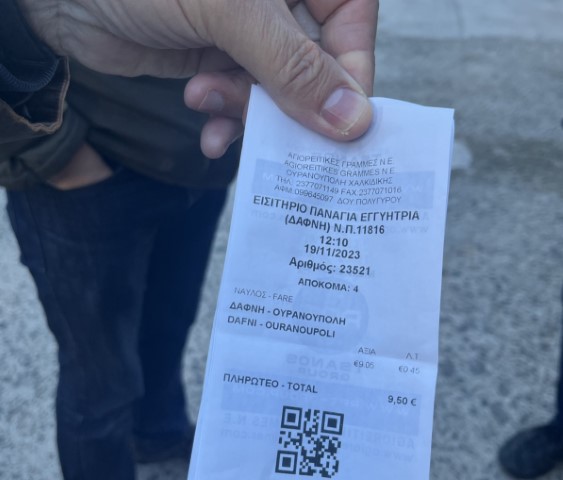 ΑΓΙΟΡΕΙΤΙΚΕΣ ΓΡΑΜΜΕΣ Ν.Ε.
AGIOREITIKES GRAMMES N.E.
ΟΥΡΑΝΟΥΠΟΛΗ ΧΑΛΚΙΔΙΚΗΣ
ΤΗΛ: 2377071149 FAX 2377071016
ΑΦΜ 099645097 ΔΟΥ ΠΟΛΥΓΥΡΟΥ
ΕΙΣΙΤΗΡΙΟ ΠΑΝΑΓΙΑ ΕΓΓΥΗΤΡΙΑ
(ΔΑΦΝΗ) Ν.Π.11816
12:10
19/11/2023
Αριθμός: 23521
ΑΠΟΚΟΜΑ: 4
ΝΑΥΛΟΣ - FARE
ΔΑΦΝΗ - ΟΥΡΑΝΟΥΠΟΛΗ
DAFNI - OURANOUPOLI
ΑΞΙΑ Λ.Τ
€9.05 €0.45
ΠΛΗΡΩΤΕΟ - TOTAL 9,50 €